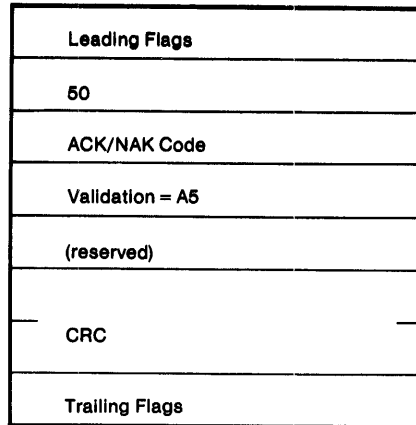 Leading Flags
50
ACK/NAK Code
Validation = A5
(reserved)
CRC
Trailing Flags